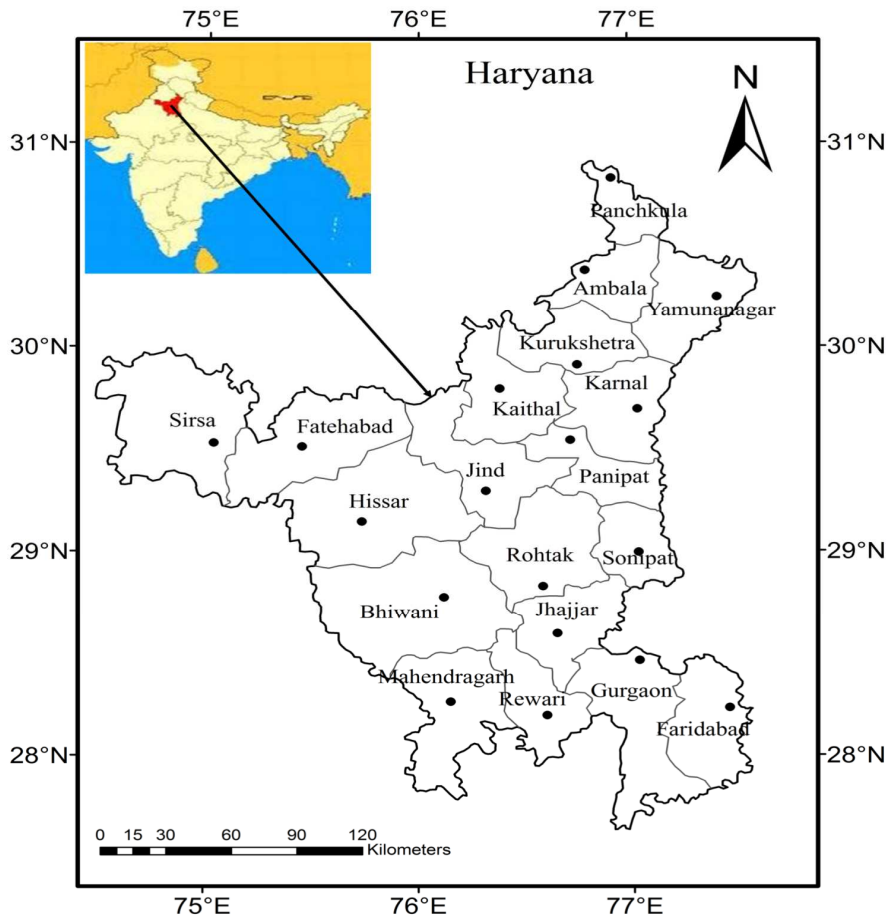 75°E 76°E 77°E
Haryana
N
31°N 31°N
Panchkula
Ambala
Yamunanagar
30°N 30°N
Kurukshetra
Karnal
Kaithal
Sirsa
Fatehabad
Jind
Panipat
Hissar
29°N 29°N
Rohtak
Sonipat
Bhiwani
Jhajjar
Mahendragarh
Rewari
Gurgaon
Faridabad
28°N 28°N
0 15 30 60 90 120
Kilometers
75°E 76°E 77°E